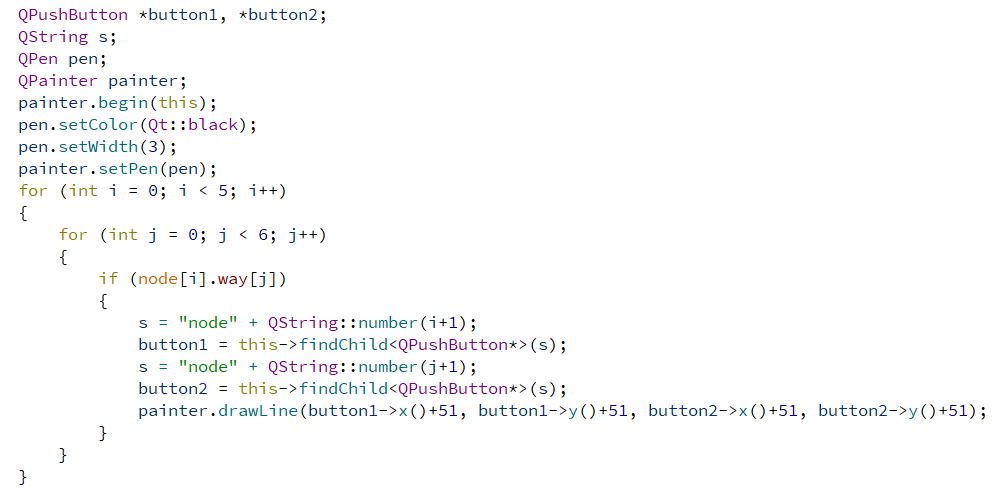 QPushButton *button1, *button2;
QString s;
QPen pen;
QPainter painter;
painter.begin(this);
pen.setColor(Qt::black);
pen.setWidth(3);
painter.setPen(pen);
for (int i = 0; i < 5; i++)
{
    for (int j = 0; j < 6; j++)
    {
        if (node[i].way[j])
        {
            s = "node" + QString::number(i+1);
            button1 = this->findChild<QPushButton*>(s);
            s = "node" + QString::number(j+1);
            button2 = this->findChild<QPushButton*>(s);
            painter.drawLine(button1->x()+51, button1->y()+51, button2->x()+51, button2->y()+51);
        }
    }
}